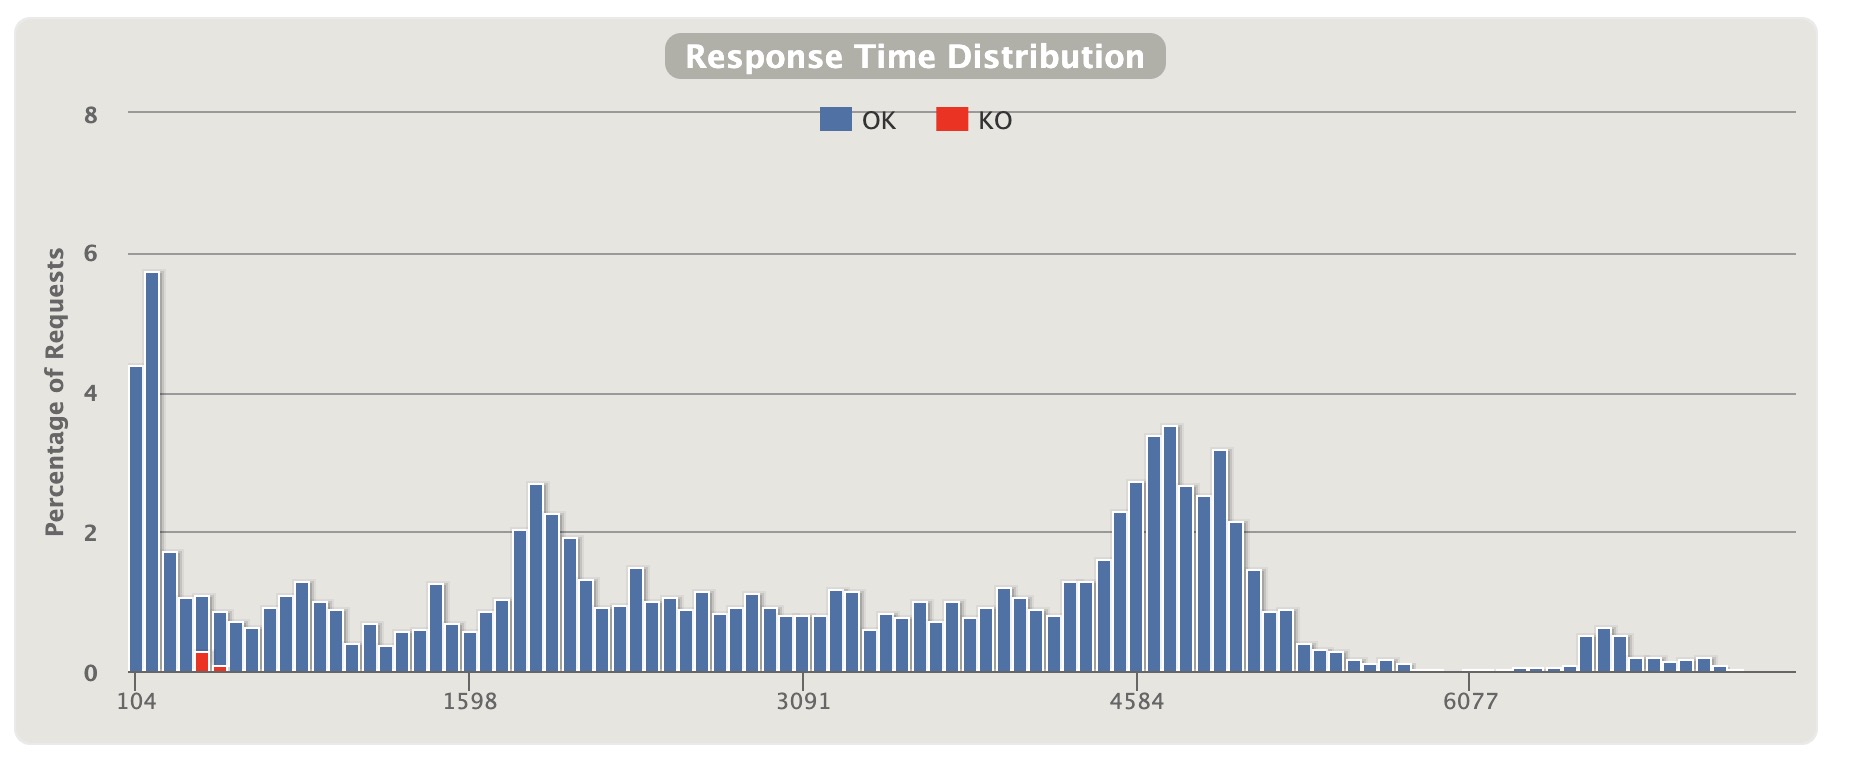 Response Time Distribution
OK KO
Percentage of Requests
8
6
4
2
0
104 1598 3091 4584 6077